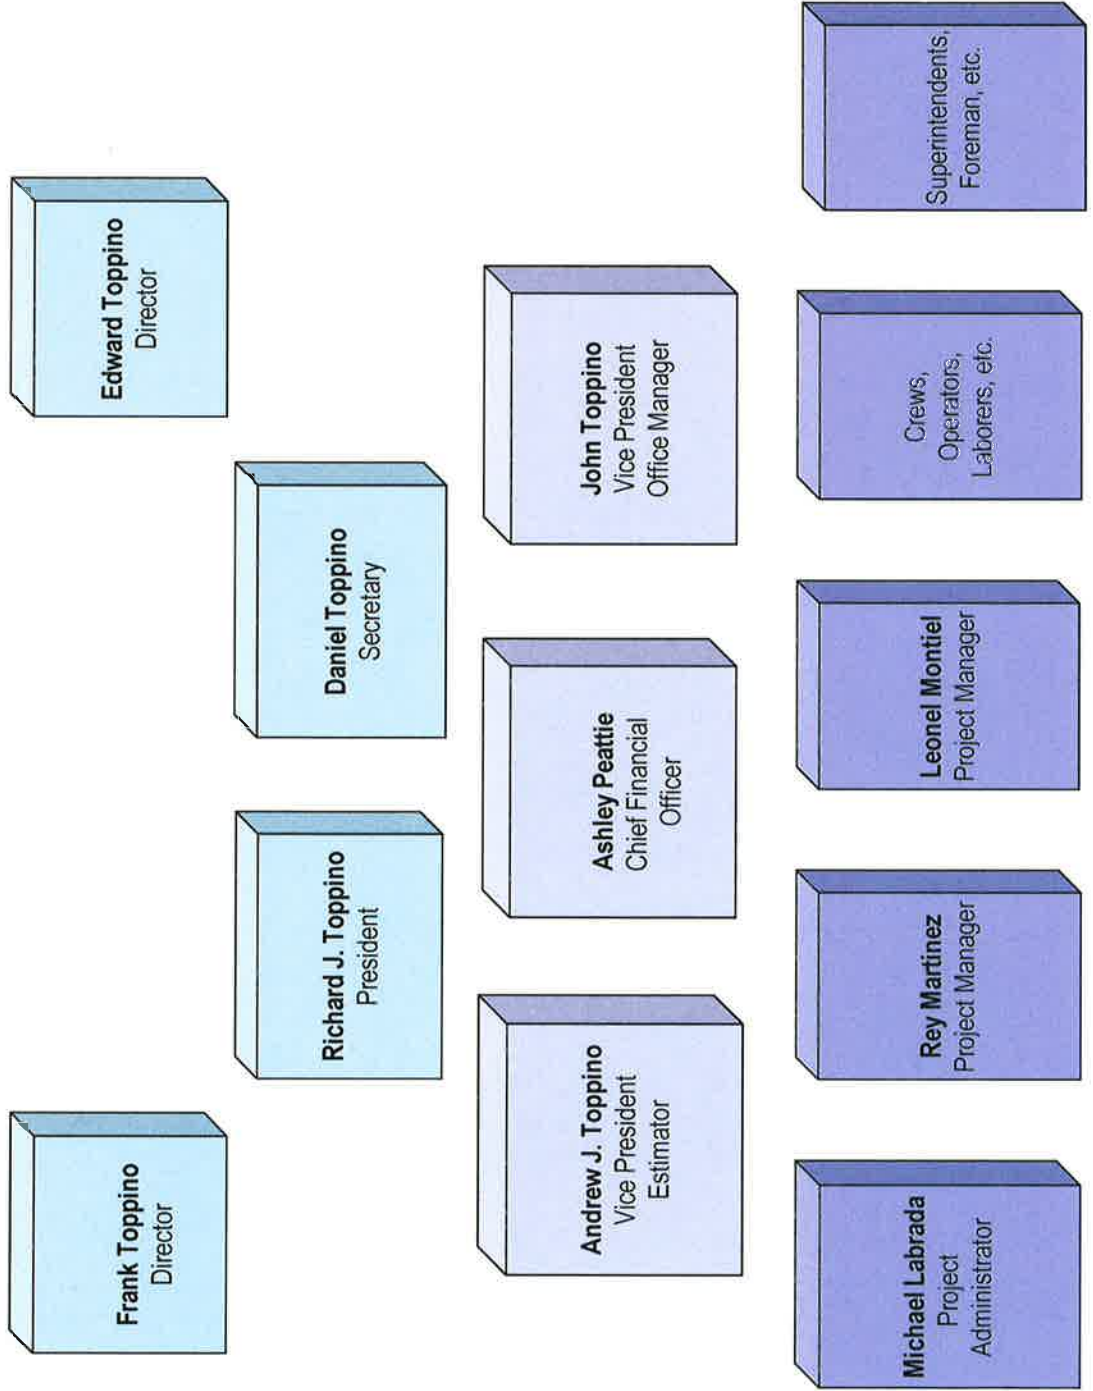 Frank Toppino
Director
Edward Toppino
Director
Richard J. Toppino
President
Daniel Toppino
Secretary
Andrew J. Toppino
Vice President
Estimator
Ashley Peattie
Chief Financial
Officer
John Toppino
Vice President
Office Manager
Michael Labrada
Project
Administrator
Rey Martinez
Project Manager
Leonel Montiel
Project Manager
Crews,
Operators,
Laborers, etc.
Superintendents,
Foreman, etc.